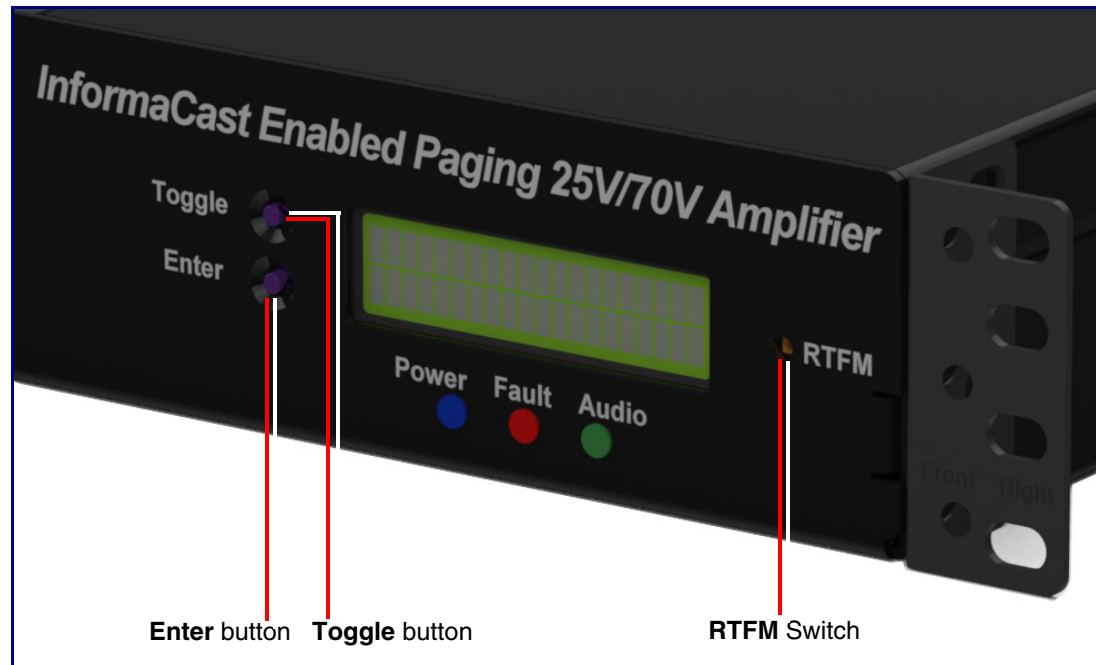 InformaCast Enabled Paging 25V/70V Amplifier
Toggle
Enter
RTFM
Power Fault Audio
Front Right
Enter button Toggle button RTFM Switch